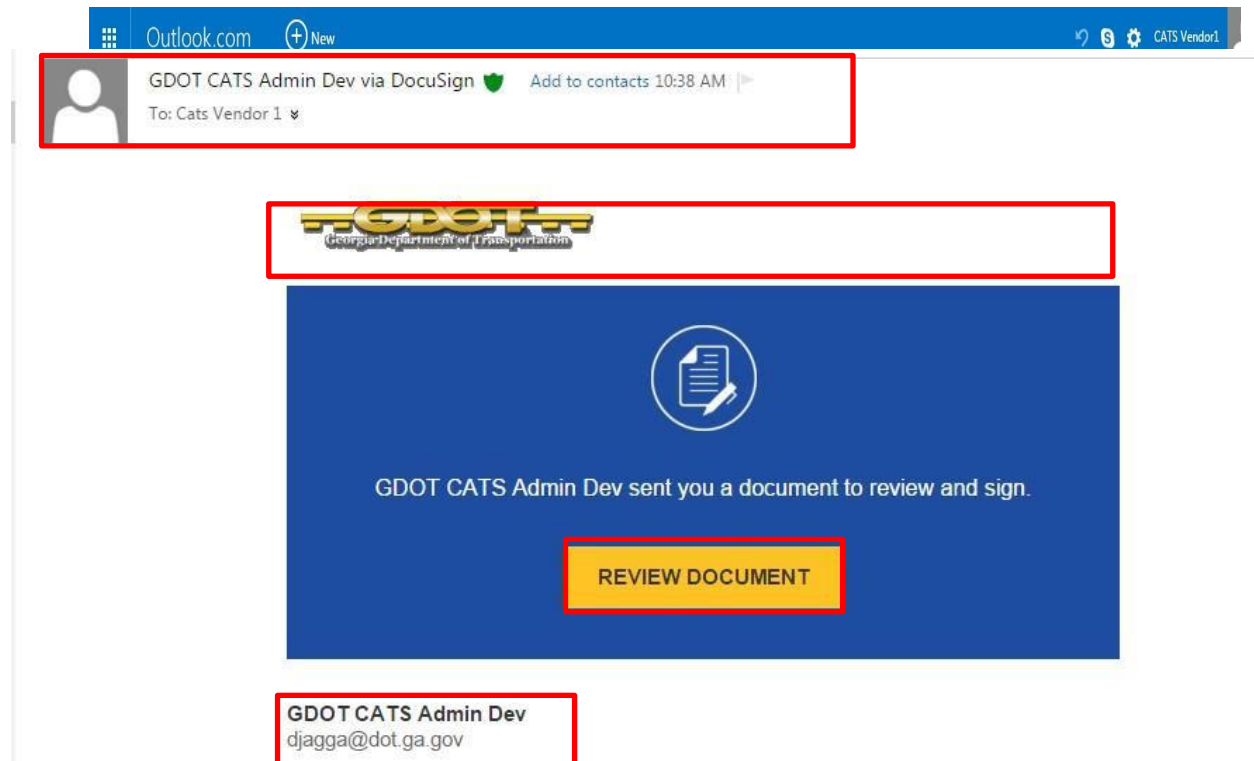 Outlook.com New CATS Vendor1
GDOT CATS Admin Dev via DocuSign Add to contacts 10:38 AM
To: Cats Vendor 1
GDOT
Georgia Department of Transportation
GDOT CATS Admin Dev sent you a document to review and sign.
REVIEW DOCUMENT
GDOT CATS Admin Dev
djagga@dot.ga.gov